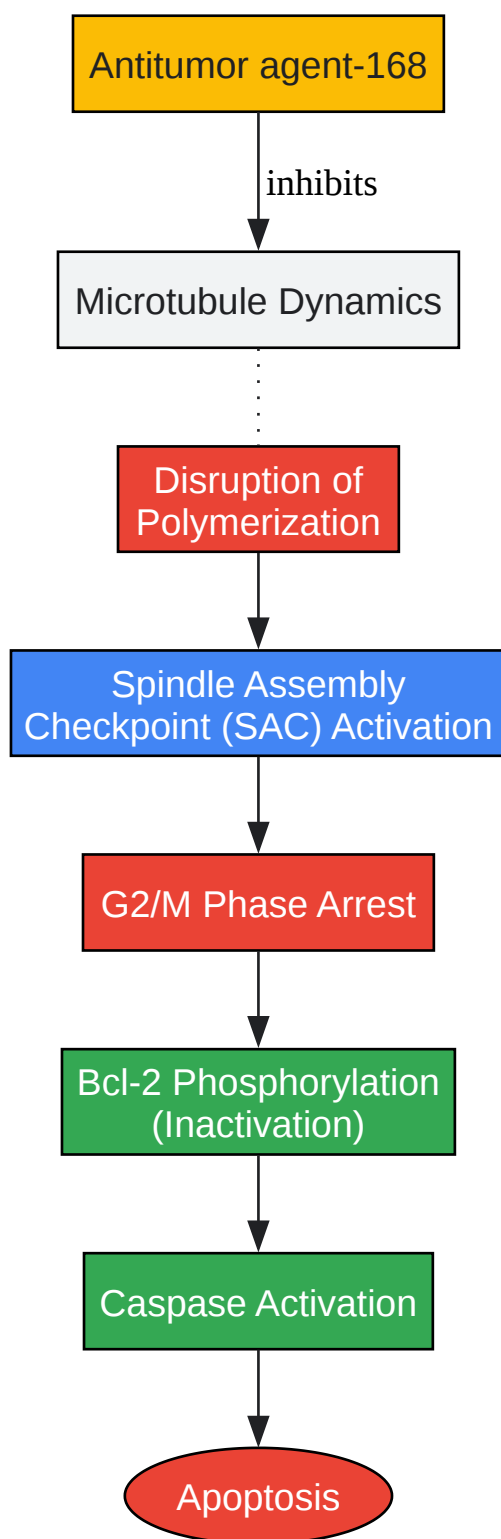 Antitumor agent-168
inhibits
Microtubule Dynamics
Disruption of
Polymerization
Spindle Assembly
Checkpoint (SAC) Activation
G2/M Phase Arrest
Bcl-2 Phosphorylation
(Inactivation)
Caspase Activation
Apoptosis